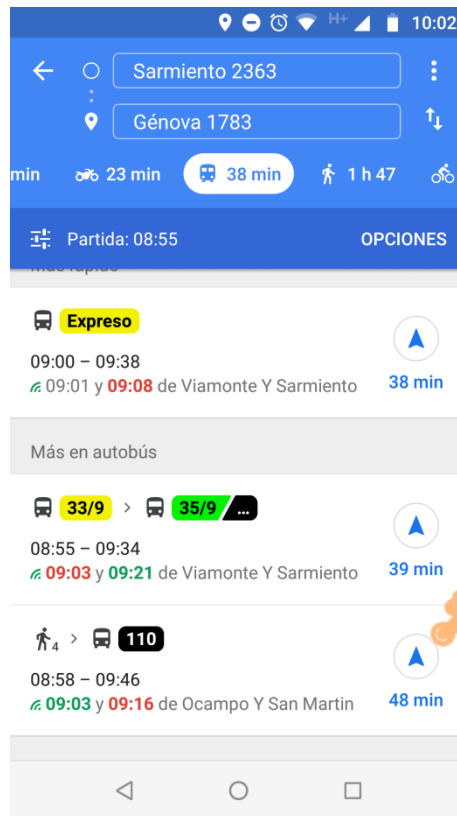 H+ 10:02
Sarmiento 2363
Génova 1783
min 23 min 38 min 1 h 47
Partida: 08:55 OPCIONES
Expreso
09:00 – 09:38
09:01 y 09:08 de Viamonte Y Sarmiento 38 min
Más en autobús
33/9 > 35/9 ...
08:55 – 09:34
09:03 y 09:21 de Viamonte Y Sarmiento 39 min
4 > 110
08:58 – 09:46
09:03 y 09:16 de Ocampo Y San Martin 48 min